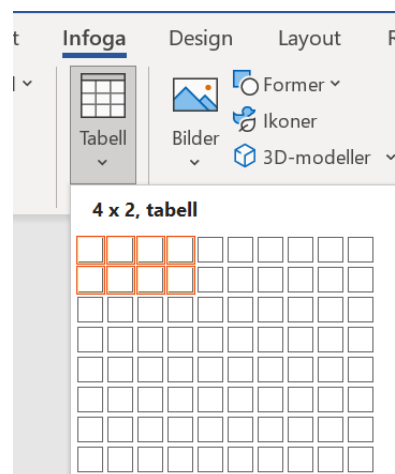 t Infoga Design Layout R
Former
Ikoner
Tabell Bilder
3D-modeller
4 x 2, tabell